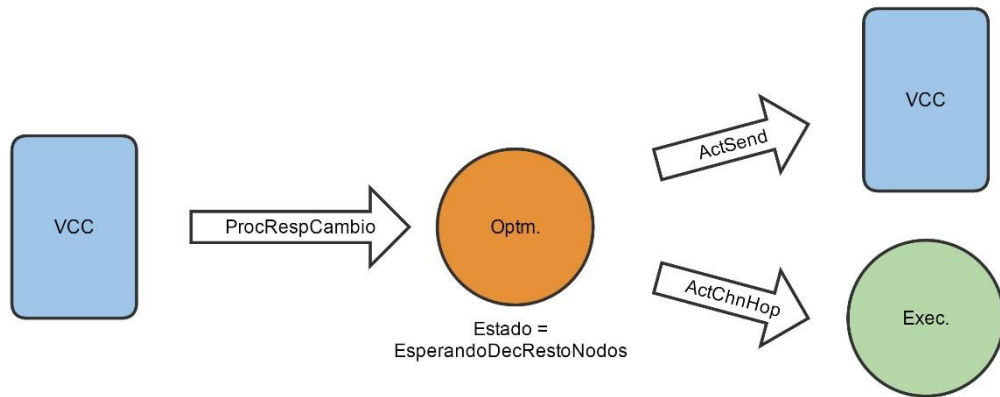 VCC
ProcRespCambio
Optm.
Estado =
EsperandoDecRestoNodos
ActSend
VCC
ActChnHop
Exec.